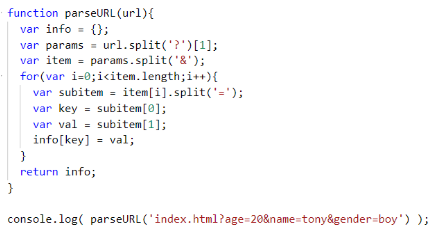 function parseURL(url){
var info = {};
var params = url.split('?')[1];
var item = params.split('&');
for(var i=0;i<item.length;i++){
var subitem = item[i].split('=');
var key = subitem[0];
var val = subitem[1];
info[key] = val;
}
return info;
}
console.log( parseURL('index.html?age=20&name=tony&gender=boy') );